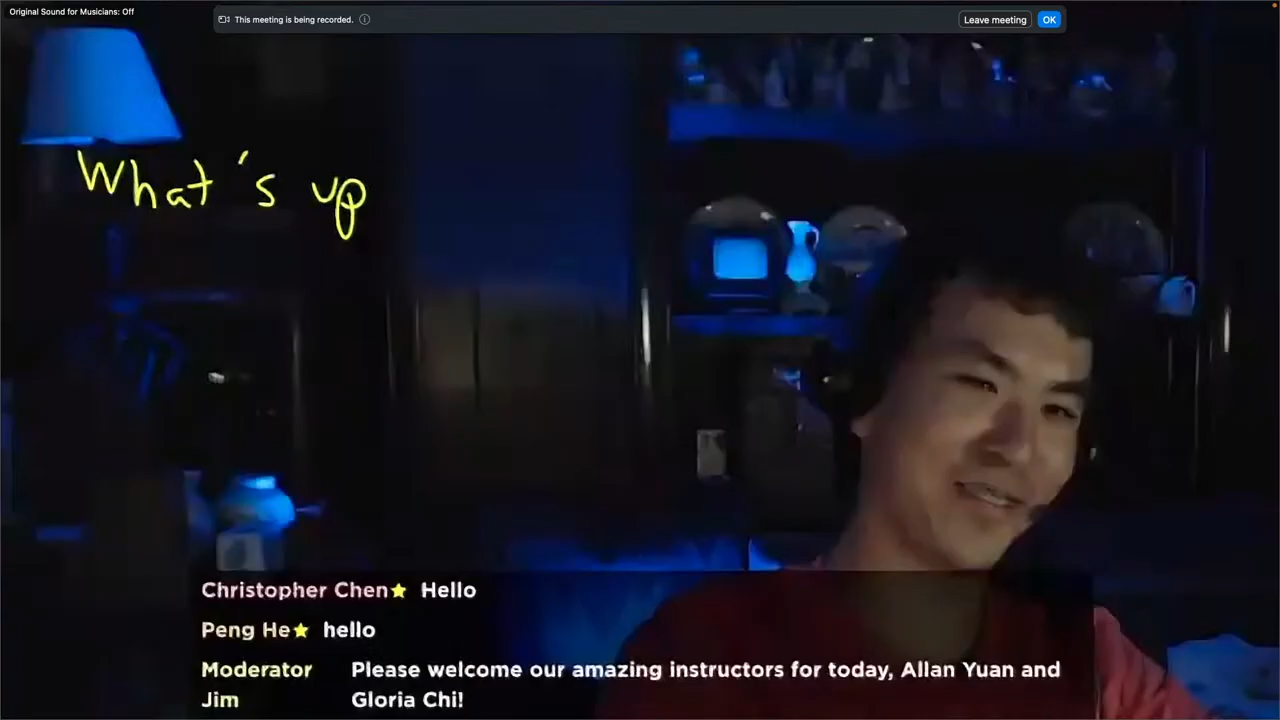 Original Sound for Musicians: Off
This meeting is being recorded.
Leave meeting
OK
What's up
Christopher Chen⭐ Hello
Peng He⭐ hello
Moderator Jim Please welcome our amazing instructors for today, Allan Yuan and
Gloria Chi!